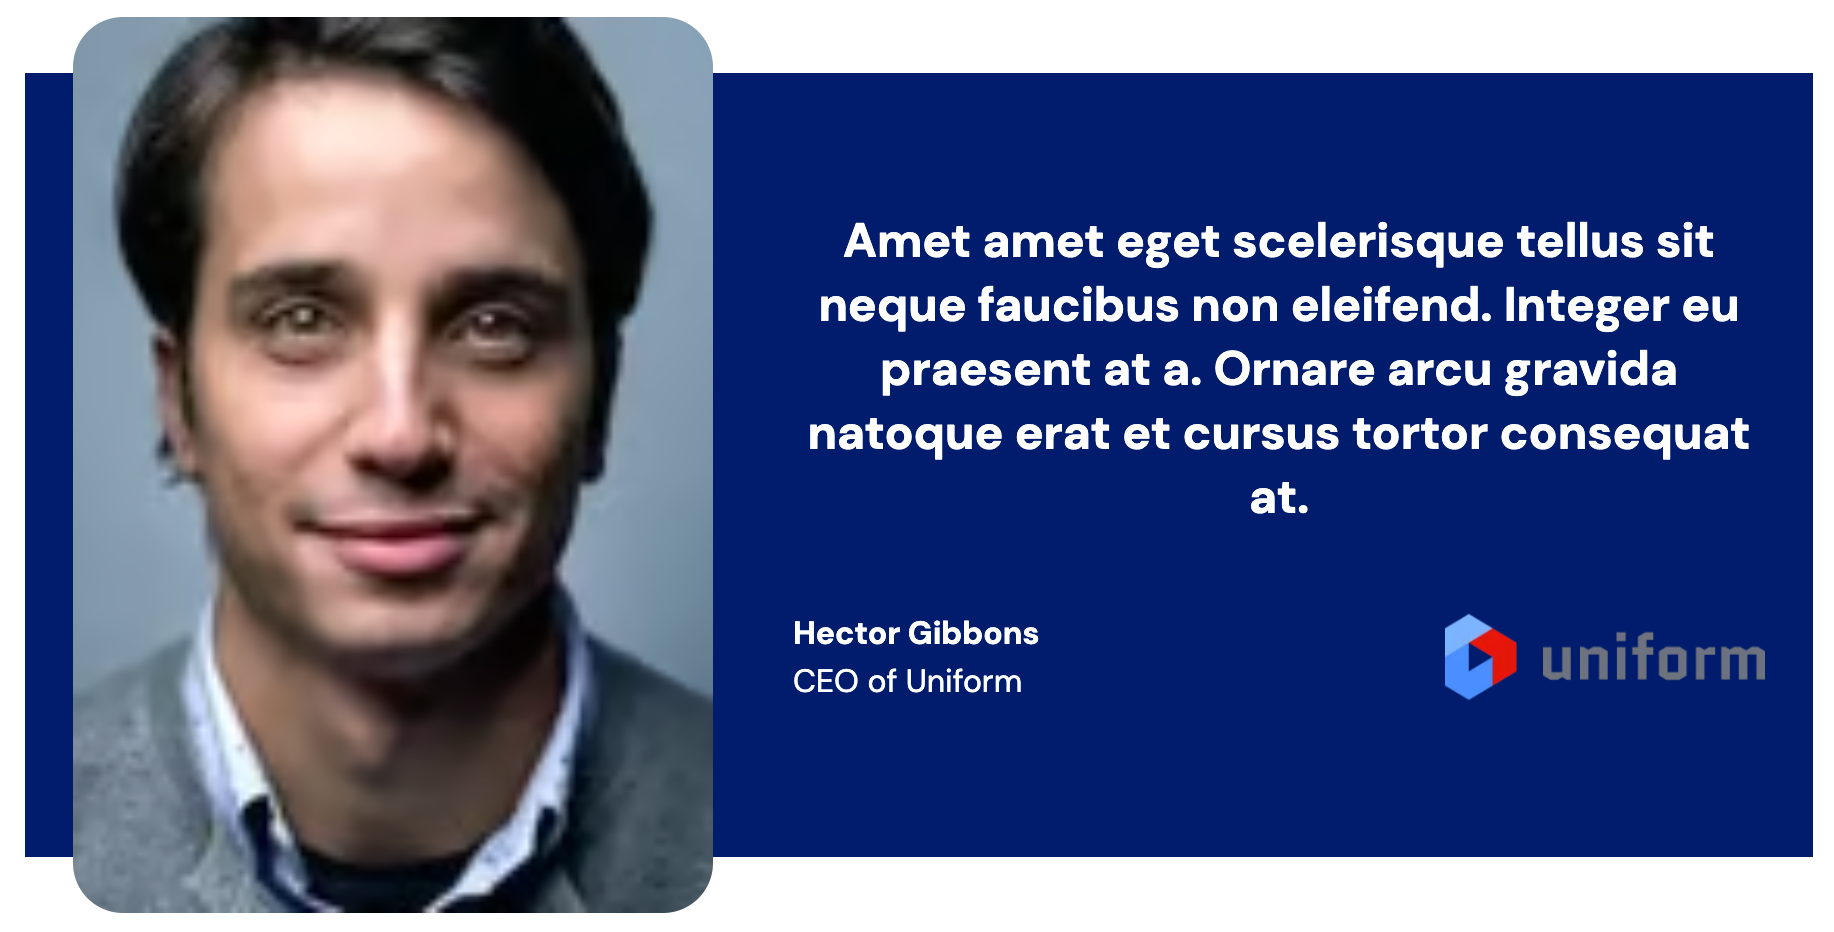 Amet amet eget scelerisque tellus sit
neque faucibus non eleifend. Integer eu
praesent at a. Ornare arcu gravida
natoque erat et cursus tortor consequat
at.
Hector Gibbons
CEO of Uniform
uniform